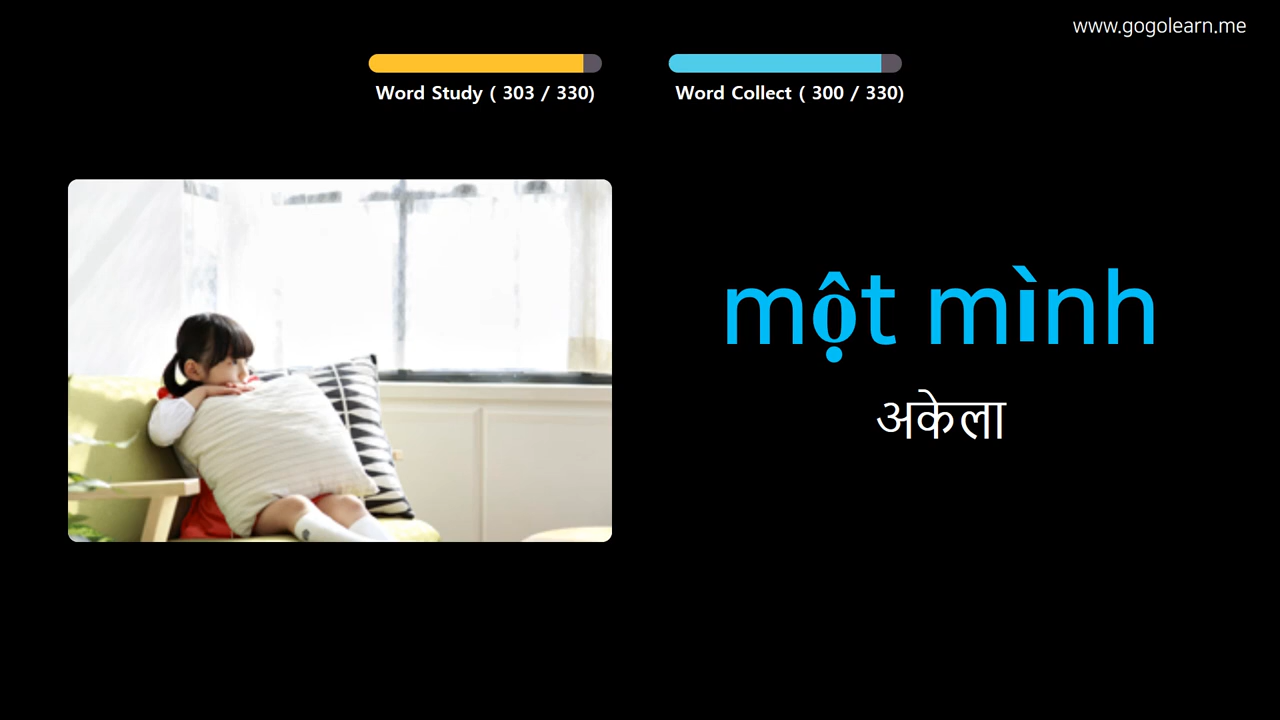 www.gogolearn.me
Word Study ( 303 / 330)
Word Collect ( 300 / 330)
một mình
अकेला